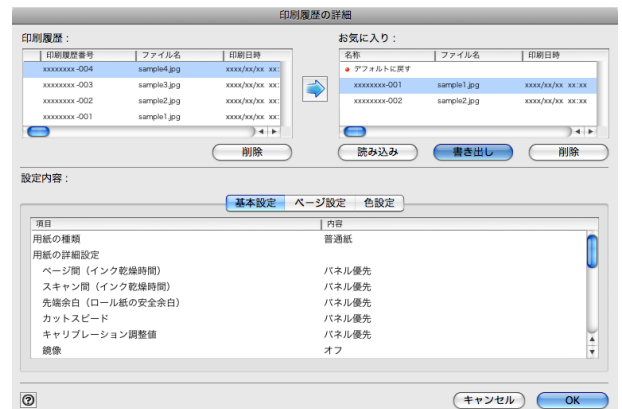 印刷履歴の詳細
印刷履歴：
お気に入り：
印刷履歴番号 ファイル名 印刷日時
xxxxxxxx -004 sample4.jpg xxxx/xx/xx xx:
xxxxxxxx -003 sample3.jpg xxxx/xx/xx xx:
xxxxxxxx -002 sample2.jpg xxxx/xx/xx xx:
xxxxxxxx -001 sample1.jpg xxxx/xx/xx xx:
削除
名称 ファイル名 印刷日時
デフォルトに戻す
xxxxxxxx-001 sample1.jpg xxxx/xx/xx xx:xx
xxxxxxxx-002 sample2.jpg xxxx/xx/xx xx:xx
読み込み 書き出し 削除
設定内容：
基本設定 ページ設定 色設定
項目 内容
用紙の種類 普通紙
用紙の詳細設定
ページ間（インク乾燥時間） パネル優先
スキャン間（インク乾燥時間） パネル優先
先端余白（ロール紙の安全余白） パネル優先
カットスピード パネル優先
キャリブレーション調整値 パネル優先
鏡像 オフ
? キャンセル OK